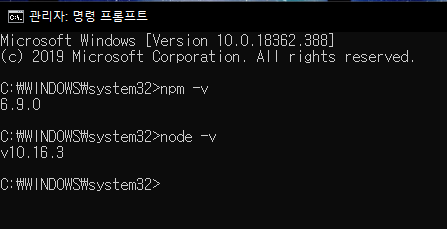 관리자: 명령 프롬프트
Microsoft Windows [Version 10.0.18362.388]
(c) 2019 Microsoft Corporation. All rights reserved.
C:₩WINDOWS₩system32>npm -v
6.9.0
C:₩WINDOWS₩system32>node -v
v10.16.3
C:₩WINDOWS₩system32>